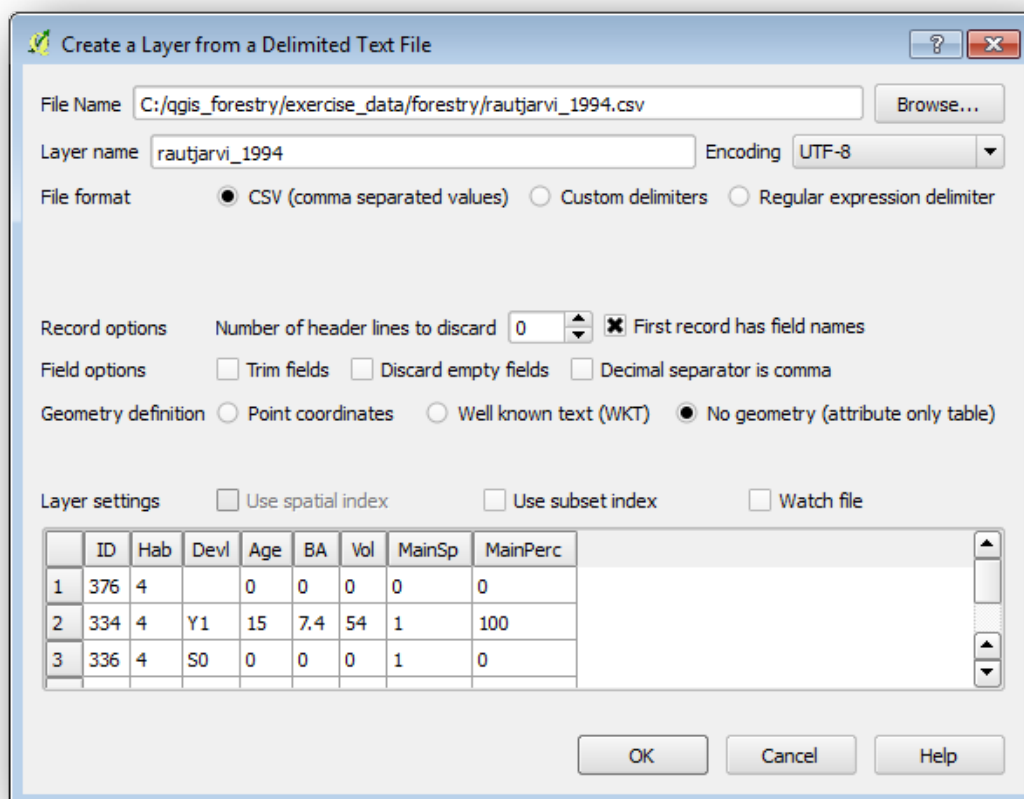 Create a Layer from a Delimited Text File
File Name C:/qgis_forestry/exercise_data/forestry/rautjarvi_1994.csv Browse...
Layer name rautjarvi_1994 Encoding UTF-8
File format CSV (comma separated values) Custom delimiters Regular expression delimiter
Record options Number of header lines to discard 0 First record has field names
Field options Trim fields Discard empty fields Decimal separator is comma
Geometry definition Point coordinates Well known text (WKT) No geometry (attribute only table)
Layer settings Use spatial index Use subset index Watch file
ID Hab Devl Age BA Vol MainSp MainPerc
1 376 4 0 0 0 0 0
2 334 4 Y1 15 7.4 54 1 100
3 336 4 S0 0 0 0 1 0
OK Cancel Help